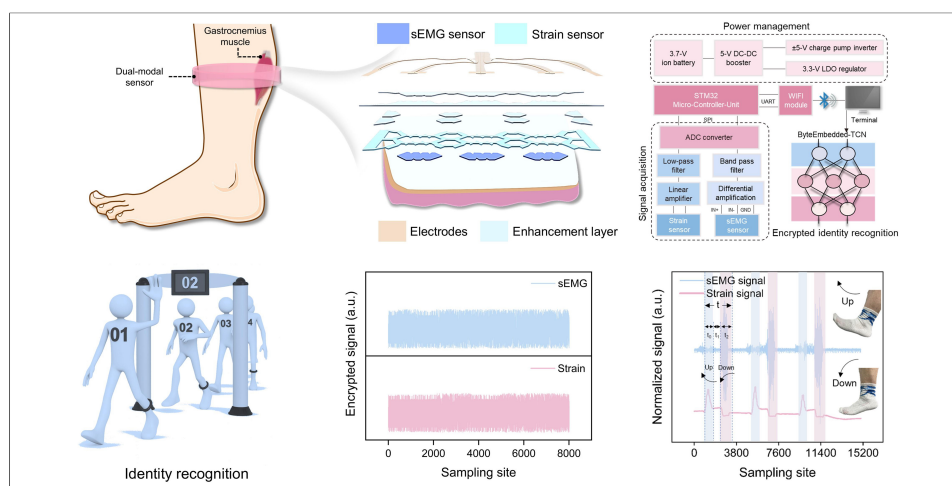 Gastrocnemius
muscle
Dual-modal
sensor
sEMG sensor
Strain sensor
Electrodes
Enhancement layer
Power management
3.7-V
ion battery
5-V DC-DC
booster
±5-V charge pump inverter
3.3-V LDO regulator
STM32
Micro-Controller-Unit
UART
WIFI
module
Terminal
SPI
Signal acquisition
ADC converter
Low-pass
filter
Band pass
filter
Linear
amplifier
Differential
amplification
IN+ IN- GND
Strain
sensor
sEMG
sensor
ByteEmbedded-TCN
Encrypted identity recognition
02
01
02
03
4
Identity recognition
Encrypted signal (a.u.)
sEMG
Strain
0 2000 4000 6000 8000
Sampling site
Normalized signal (a.u.)
sEMG signal
Strain signal
t
t₀ t₁ t₂
Up Down
Up
Down
0 3800 7600 11400 15200
Sampling site